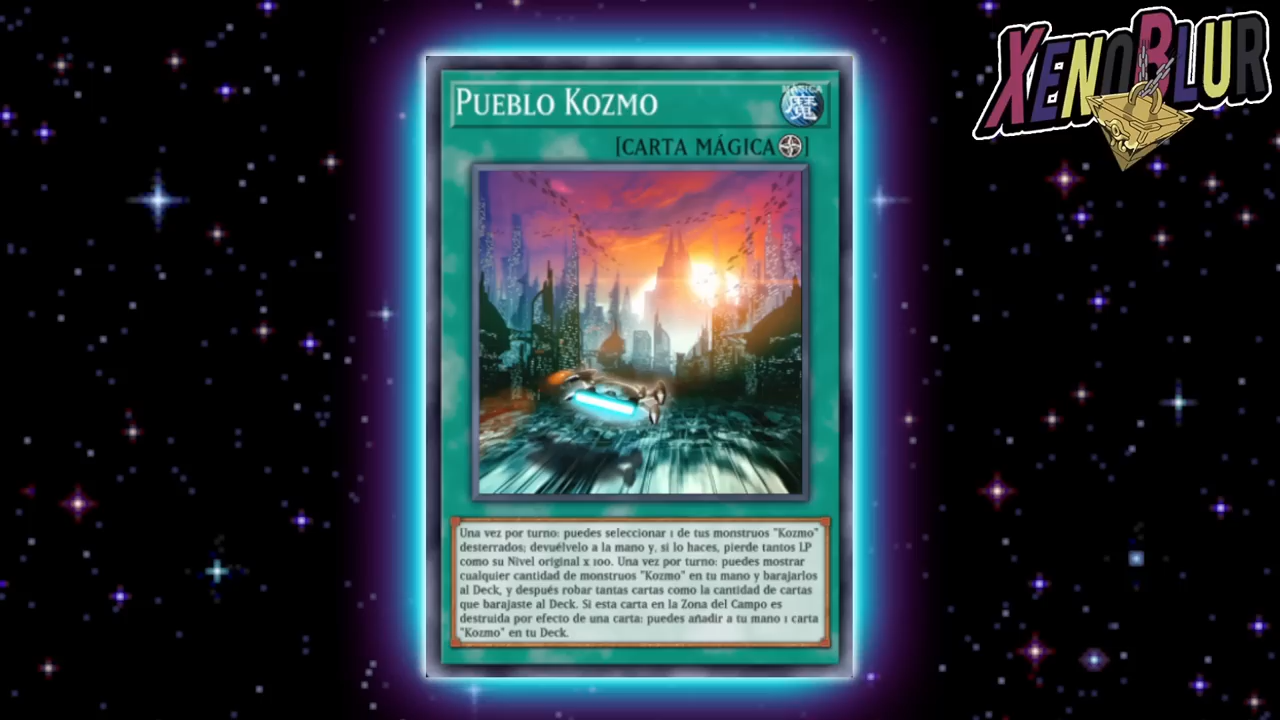 XENOBLUR
PUEBLO KOZMO
MÁGICA
魔
[CARTA MÁGICA]
Una vez por turno: puedes seleccionar 1 de tus monstruos "Kozmo"
desterrados; devuélvelo a la mano y, si lo haces, pierde tantos LP
como su Nivel original x 100. Una vez por turno: puedes mostrar
cualquier cantidad de monstruos "Kozmo" en tu mano y barajarlos
al Deck, y después robar tantas cartas como la cantidad de cartas
que barajaste al Deck. Si esta carta en la Zona del Campo es
destruida por efecto de una carta: puedes añadir a tu mano 1 carta
"Kozmo" en tu Deck.